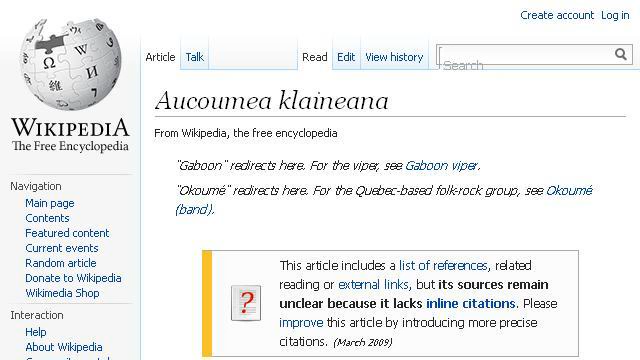 Create account Log in
Article Talk Read Edit View history Search
WIKIPEDIA
The Free Encyclopedia
Aucoumea klaineana
From Wikipedia, the free encyclopedia
"Gaboon" redirects here. For the viper, see Gaboon viper.
"Okoumé" redirects here. For the Quebec-based folk-rock group, see Okoumé
(band).
Navigation
Main page
Contents
Featured content
Current events
Random article
Donate to Wikipedia
Wikimedia Shop
Interaction
Help
About Wikipedia
This article includes a list of references, related
reading or external links, but its sources remain
unclear because it lacks inline citations. Please
improve this article by introducing more precise
citations. (March 2009)